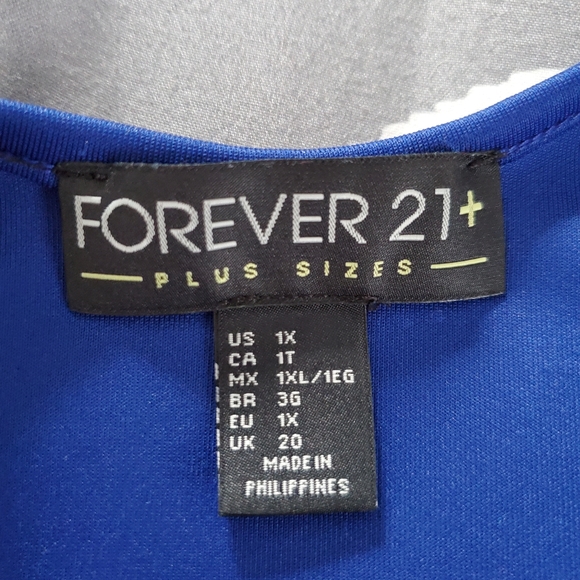 FOREVER 21+
PLUS SIZES
US 1X
CA 1T
MX 1XL/1EG
BR 3G
EU 1X
UK 20
MADE IN
PHILIPPINES